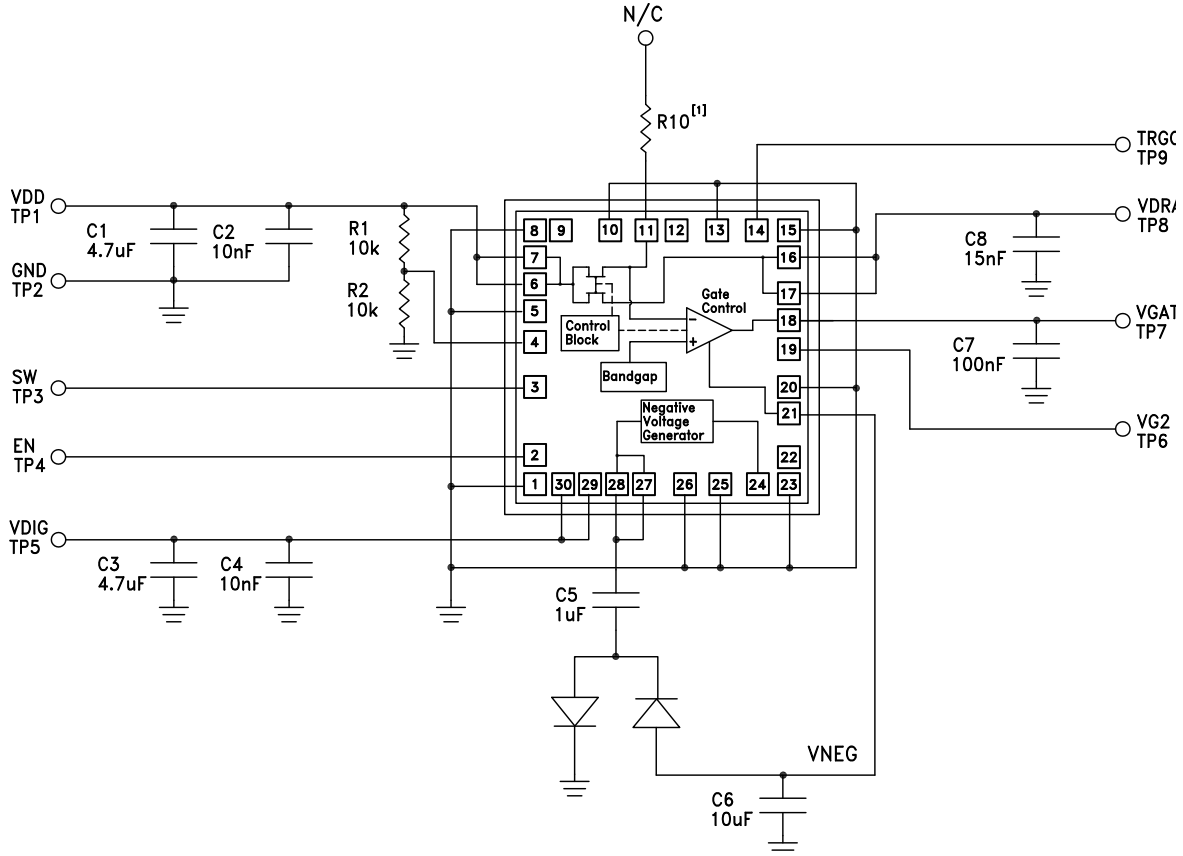 N/C
R10[1]
TRGO
TP9
VDD
TP1
C1
4.7uF
C2
10nF
R1
10k
GND
TP2
R2
10k
VDRA
TP8
C8
15nF
VGAT
TP7
C7
100nF
8 9 10 11 12 13 14 15
7
16
6
17
5
18
4
19
3
20
21
2
22
1 30 29 28 27 26 25 24 23
Gate
Control
−
+
Control
Block
Bandgap
Negative
Voltage
Generator
SW
TP3
EN
TP4
VG2
TP6
VDIG
TP5
C3
4.7uF
C4
10nF
C5
1uF
VNEG
C6
10uF